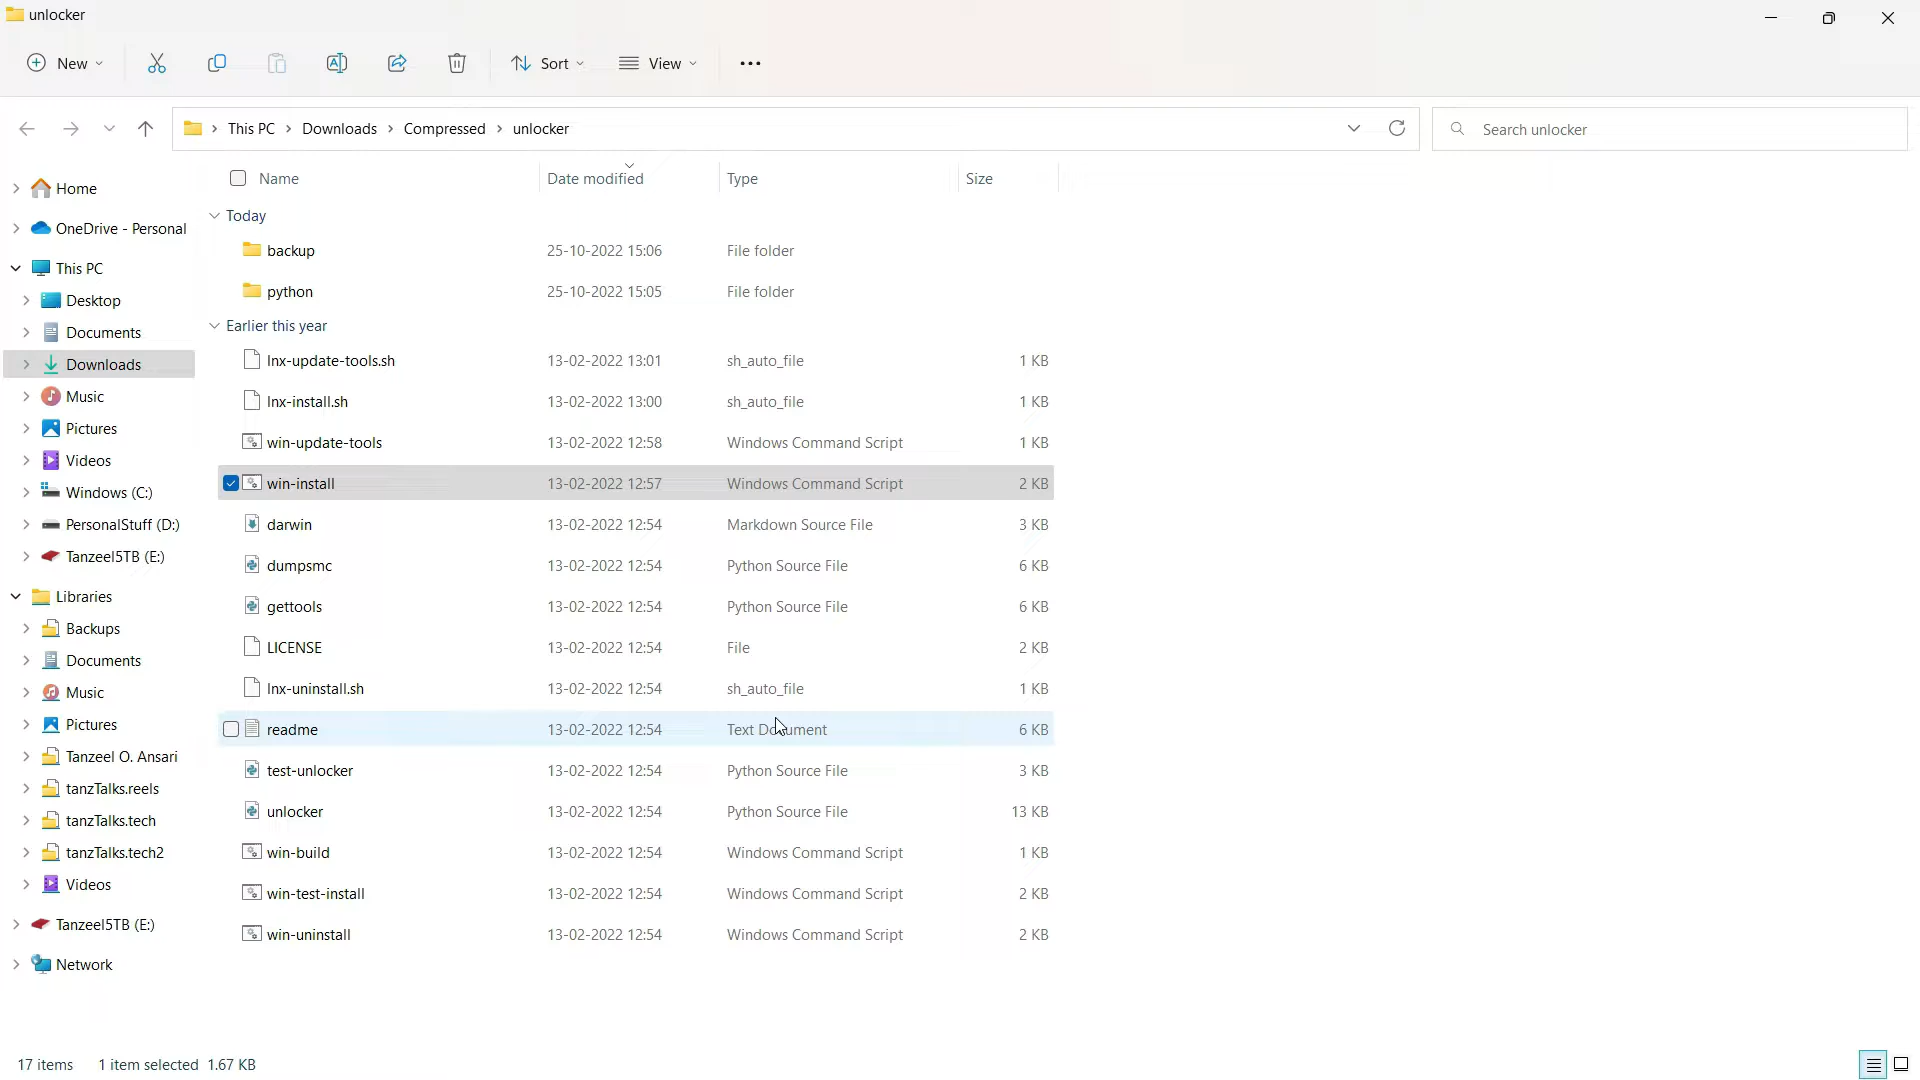 unlocker
New
Sort
View
This PC > Downloads > Compressed > unlocker
Search unlocker
Name Date modified Type Size
Home
OneDrive - Personal
This PC
Desktop
Documents
Downloads
Music
Pictures
Videos
Windows (C:)
PersonalStuff (D:)
Tanzeel5TB (E:)
Libraries
Backups
Documents
Music
Pictures
Tanzeel O. Ansari
tanzTalks.reels
tanzTalks.tech
tanzTalks.tech2
Videos
Tanzeel5TB (E:)
Network
Today
backup 25-10-2022 15:06 File folder
python 25-10-2022 15:05 File folder
Earlier this year
lnx-update-tools.sh 13-02-2022 13:01 sh_auto_file 1 KB
lnx-install.sh 13-02-2022 13:00 sh_auto_file 1 KB
win-update-tools 13-02-2022 12:58 Windows Command Script 1 KB
win-install 13-02-2022 12:57 Windows Command Script 2 KB
darwin 13-02-2022 12:54 Markdown Source File 3 KB
dumpsmc 13-02-2022 12:54 Python Source File 6 KB
gettools 13-02-2022 12:54 Python Source File 6 KB
LICENSE 13-02-2022 12:54 File 2 KB
lnx-uninstall.sh 13-02-2022 12:54 sh_auto_file 1 KB
readme 13-02-2022 12:54 Text Document 6 KB
test-unlocker 13-02-2022 12:54 Python Source File 3 KB
unlocker 13-02-2022 12:54 Python Source File 13 KB
win-build 13-02-2022 12:54 Windows Command Script 1 KB
win-test-install 13-02-2022 12:54 Windows Command Script 2 KB
win-uninstall 13-02-2022 12:54 Windows Command Script 2 KB
17 items 1 item selected 1.67 KB